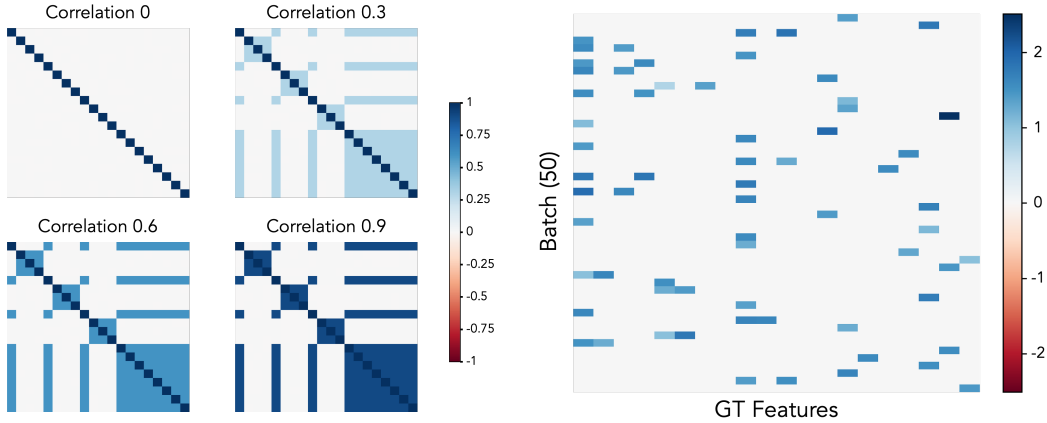 Correlation 0
Correlation 0.3
Correlation 0.6
Correlation 0.9
1
0.75
0.5
0.25
0
-0.25
-0.5
-0.75
-1
Batch (50)
GT Features
2
1
0
-1
-2